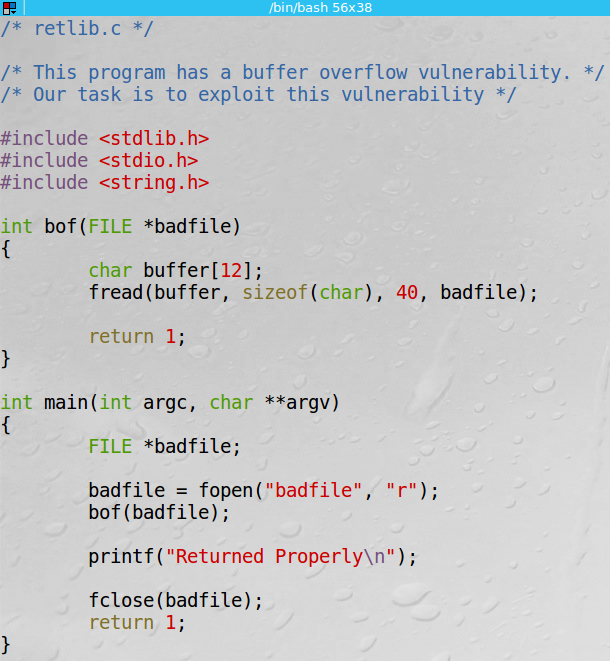 /bin/bash 56x38
/* retlib.c */
/* This program has a buffer overflow vulnerability. */
/* Our task is to exploit this vulnerability */
#include <stdlib.h>
#include <stdio.h>
#include <string.h>
int bof(FILE *badfile)
{
        char buffer[12];
        fread(buffer, sizeof(char), 40, badfile);
        return 1;
}
int main(int argc, char **argv)
{
        FILE *badfile;
        badfile = fopen("badfile", "r");
        bof(badfile);
        printf("Returned Properly\n");
        fclose(badfile);
        return 1;
}